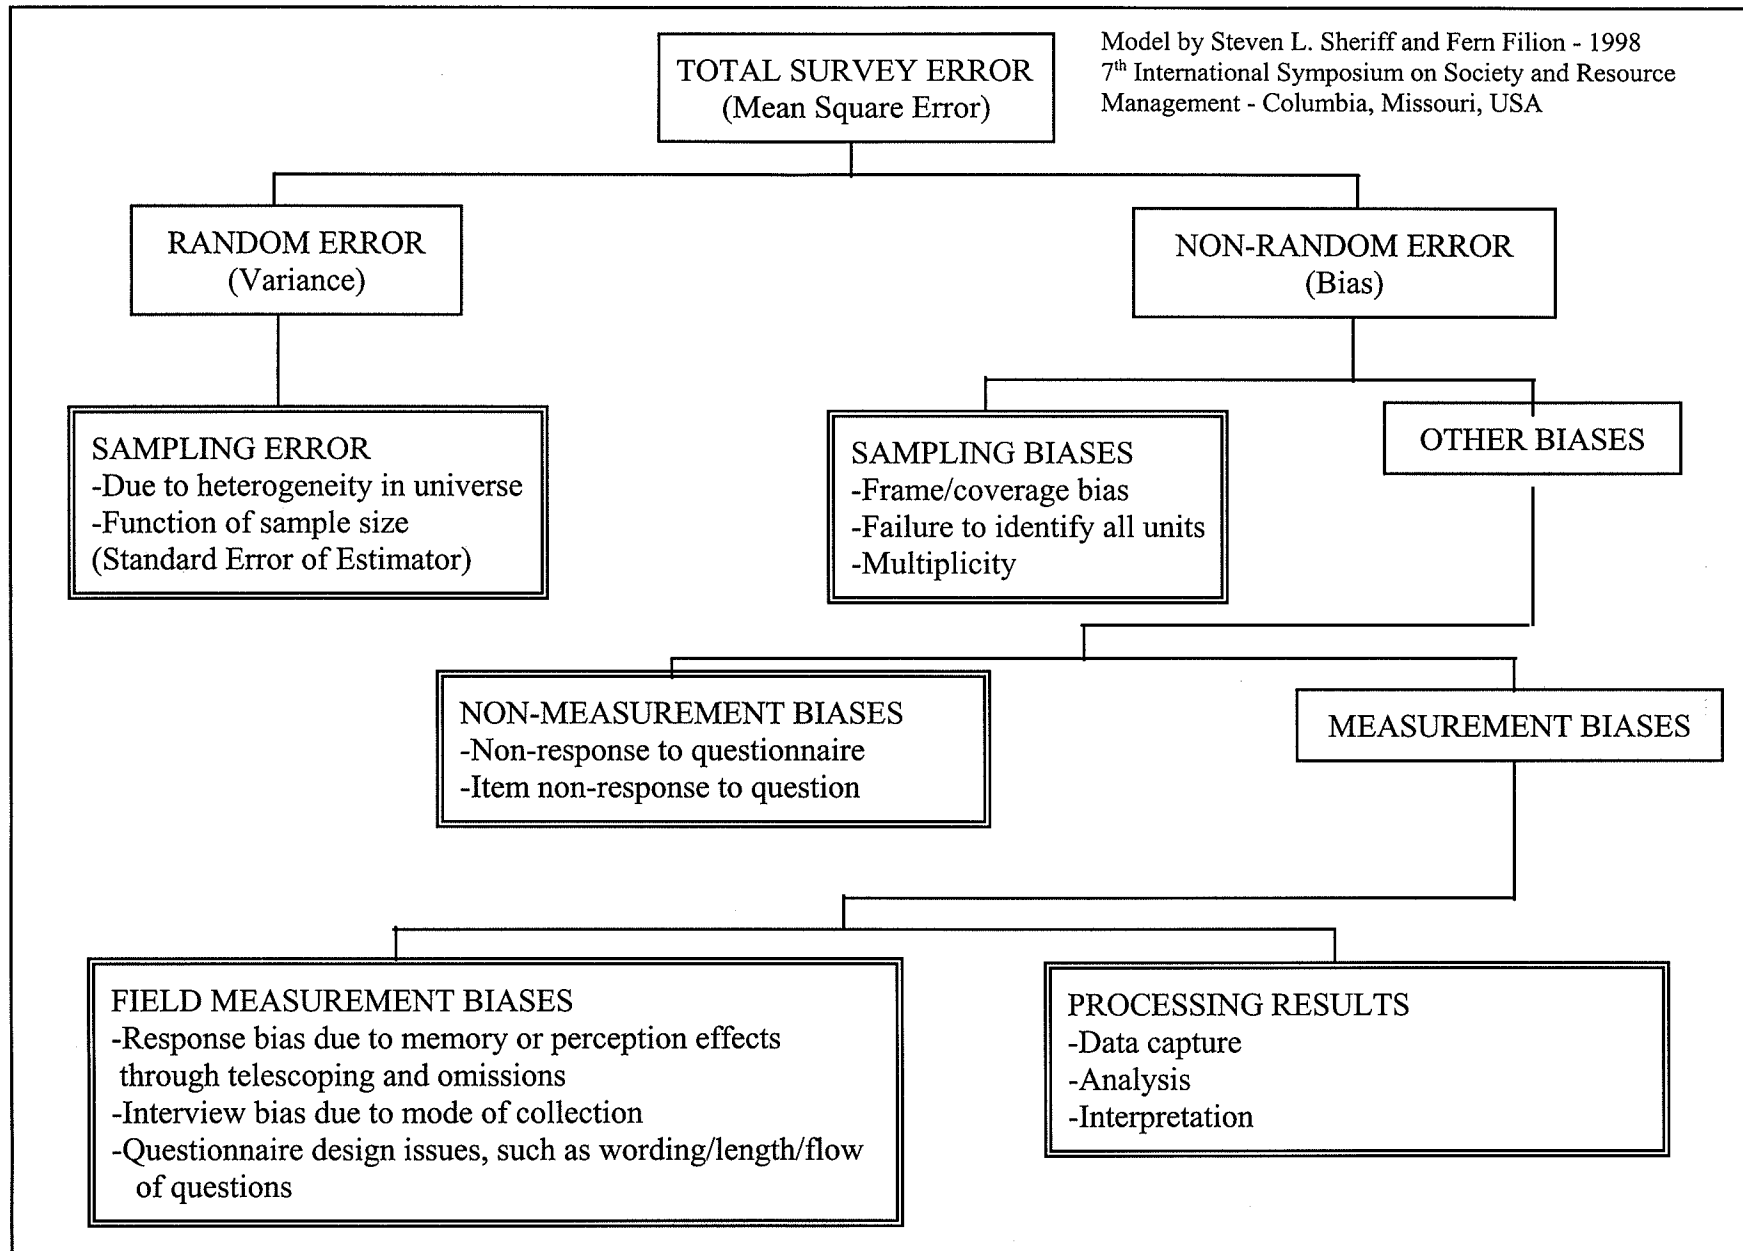 TOTAL SURVEY ERROR
(Mean Square Error)
Model by Steven L. Sheriff and Fern Filion - 1998
7th International Symposium on Society and Resource
Management - Columbia, Missouri, USA
RANDOM ERROR
(Variance)
NON-RANDOM ERROR
(Bias)
SAMPLING ERROR
-Due to heterogeneity in universe
-Function of sample size
(Standard Error of Estimator)
SAMPLING BIASES
-Frame/coverage bias
-Failure to identify all units
-Multiplicity
OTHER BIASES
NON-MEASUREMENT BIASES
-Non-response to questionnaire
-Item non-response to question
MEASUREMENT BIASES
FIELD MEASUREMENT BIASES
-Response bias due to memory or perception effects
through telescoping and omissions
-Interview bias due to mode of collection
-Questionnaire design issues, such as wording/length/flow
of questions
PROCESSING RESULTS
-Data capture
-Analysis
-Interpretation